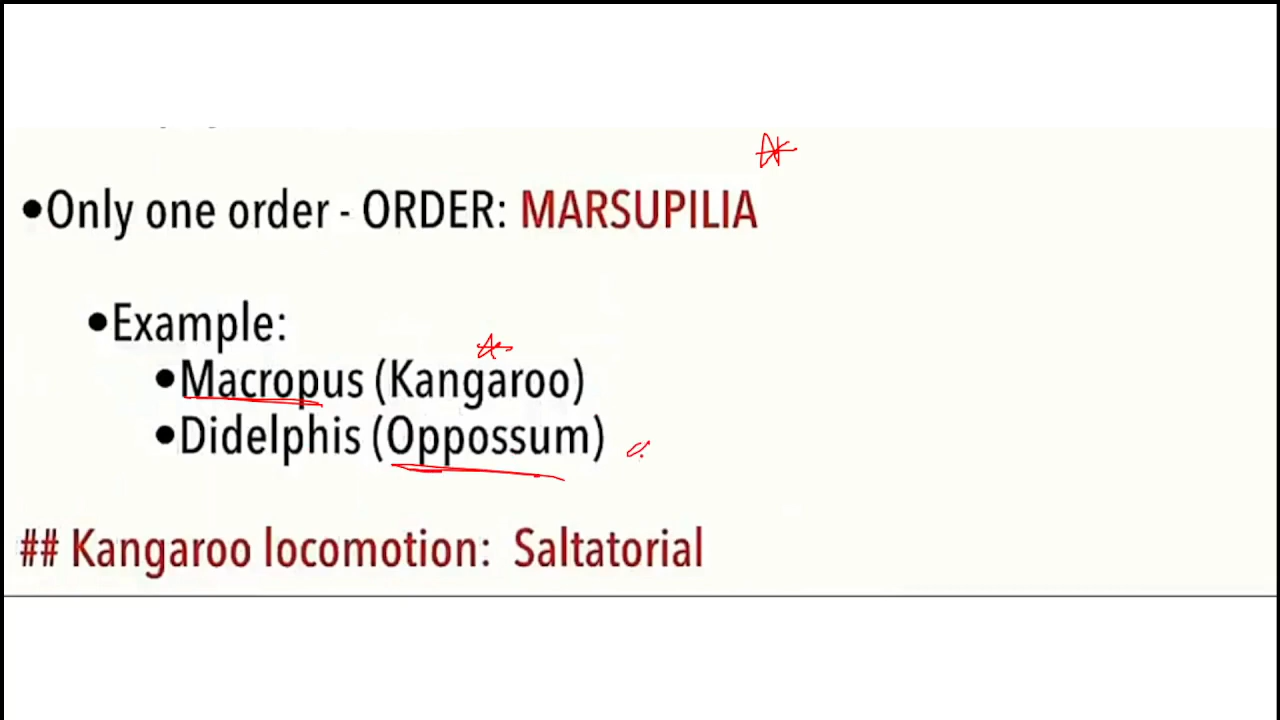 •Only one order - ORDER: MARSUPILIA
•Example:
•Macropus (Kangaroo)
•Didelphis (Oppossum)
## Kangaroo locomotion: Saltatorial